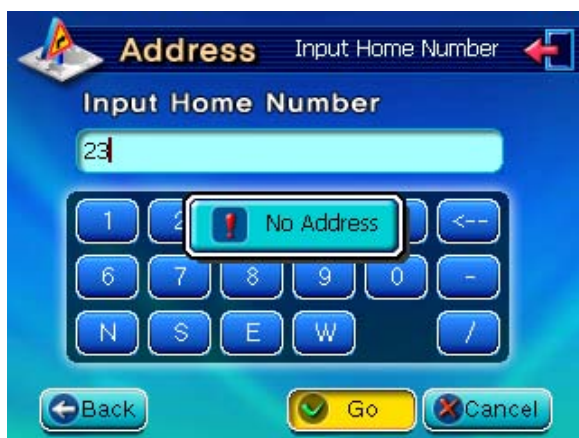 Address Input Home Number
Input Home Number
23
1 2 No Address <--
6 7 8 9 0 -
N S E W /
Back Go Cancel